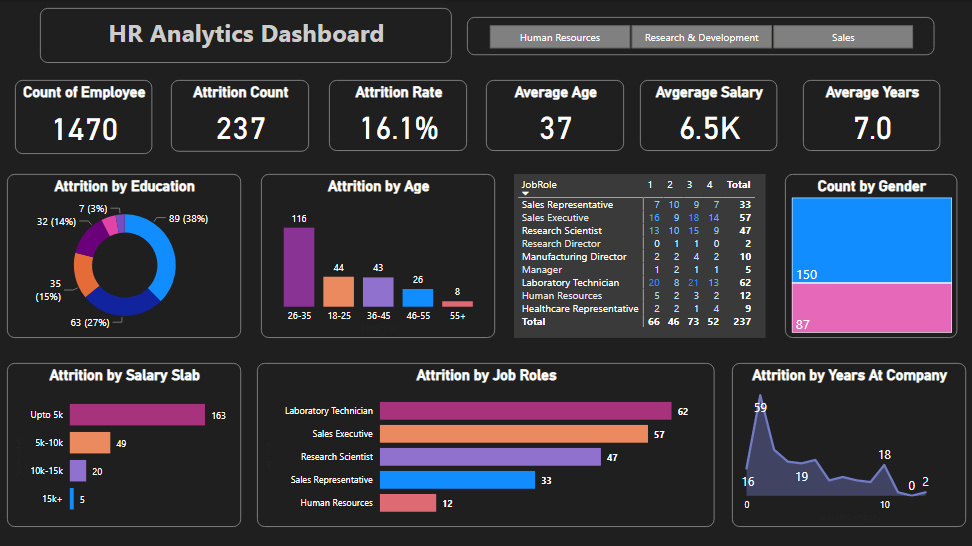 HR Analytics Dashboard
Human Resources Research & Development Sales
Count of Employee
1470
Attrition Count
237
Attrition Rate
16.1%
Average Age
37
Avgerage Salary
6.5K
Average Years
7.0
Attrition by Education
7 (3%)
89 (38%)
32 (14%)
35
(15%)
63 (27%)
Attrition by Age
116
44
43
26
8
26-35 18-25 36-45 46-55 55+
JobRole 1 2 3 4 Total
Sales Representative 7 10 9 7 33
Sales Executive 16 9 18 14 57
Research Scientist 13 10 15 9 47
Research Director 0 1 1 0 2
Manufacturing Director 2 2 4 2 10
Manager 1 2 1 1 5
Laboratory Technician 20 8 21 13 62
Human Resources 5 2 3 2 12
Healthcare Representative 2 2 1 4 9
Total 66 46 73 52 237
Count by Gender
150
87
Attrition by Salary Slab
Upto 5k 163
5k-10k 49
10k-15k 20
15k+ 5
Attrition by Job Roles
Laboratory Technician 62
Sales Executive 57
Research Scientist 47
Sales Representative 33
Human Resources 12
Attrition by Years At Company
59
18
19
16
0 2
0 10